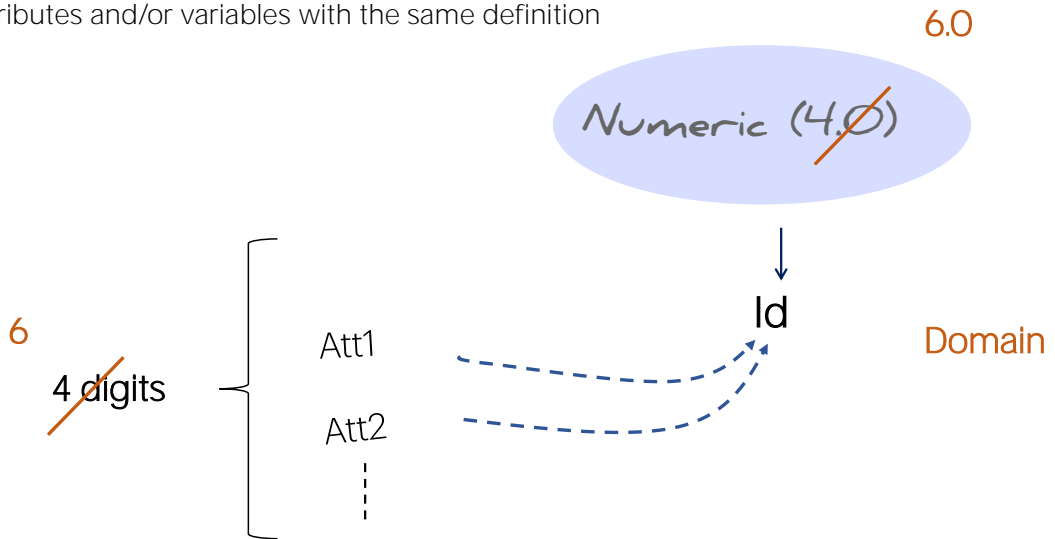 ributes and/or variables with the same definition
6.0
Numeric (4.0)
Id
Domain
6
4 digits
Att1
Att2